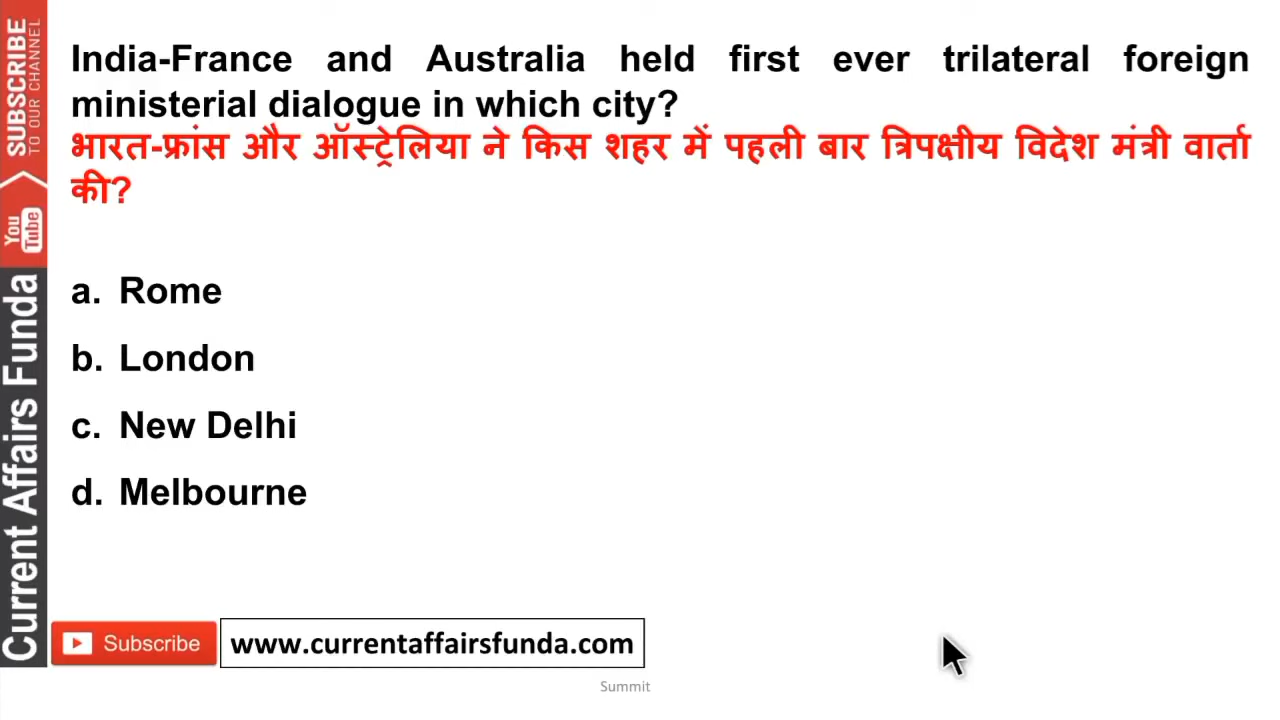 India-France and Australia held first ever trilateral foreign
ministerial dialogue in which city?
भारत-फ्रांस और ऑस्ट्रेलिया ने किस शहर में पहली बार त्रिपक्षीय विदेश मंत्री वार्ता
की?
a. Rome
b. London
c. New Delhi
d. Melbourne
SUBSCRIBE
TO OUR CHANNEL
You
Tube
Current Affairs Funda
Subscribe
www.currentaffairsfunda.com
Summit